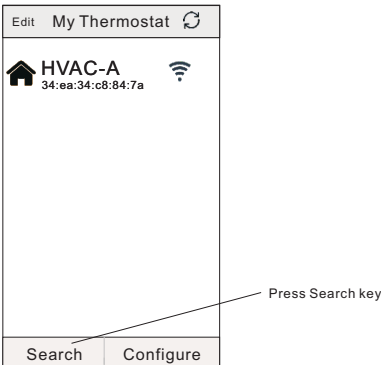 Edit My Thermostat
HVAC-A
34:ea:34:c8:84:7a
Press Search key
Search Configure